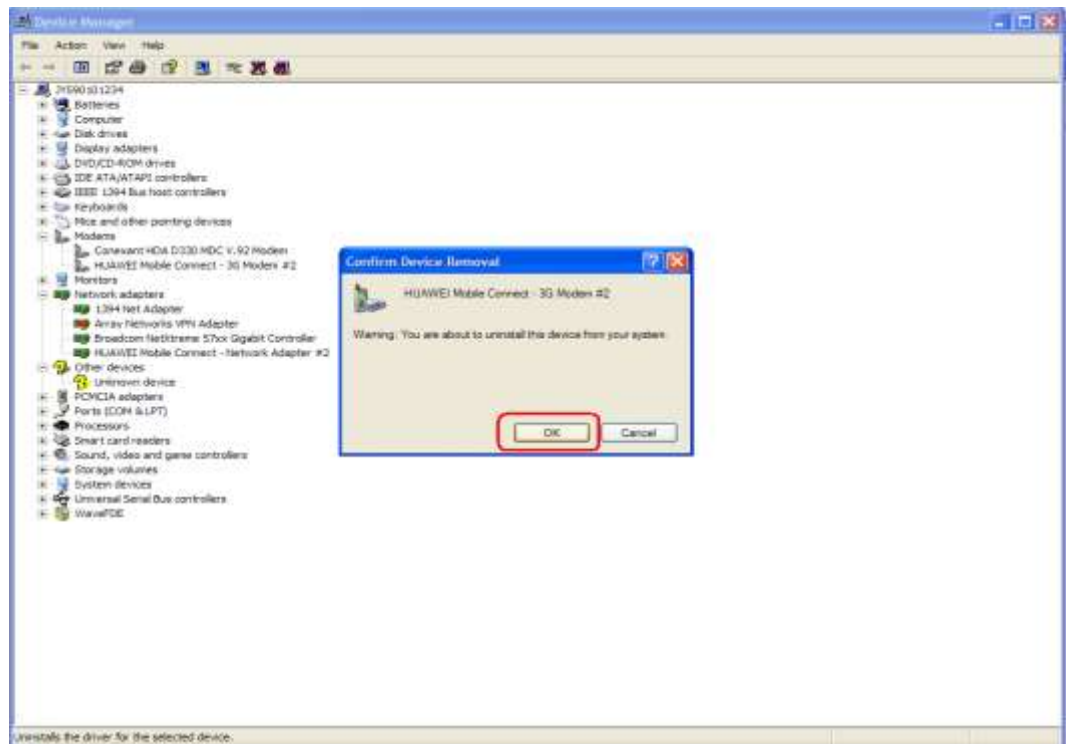 Device Manager
File Action View Help
JYS90101234
Batteries
Computer
Disk drives
Display adapters
DVD/CD-ROM drives
IDE ATA/ATAPI controllers
IEEE 1394 Bus host controllers
Keyboards
Mice and other pointing devices
Modems
Conexant HDA D330 MDC V.92 Modem
HUAWEI Mobile Connect - 3G Modem #2
Monitors
Network adapters
1394 Net Adapter
Array Networks VPN Adapter
Broadcom NetXtreme 57xx Gigabit Controller
HUAWEI Mobile Connect - Network Adapter #2
Other devices
Unknown device
PCMCIA adapters
Ports (COM & LPT)
Processors
Smart card readers
Sound, video and game controllers
Storage volumes
System devices
Universal Serial Bus controllers
WaveFDE
Confirm Device Removal
HUAWEI Mobile Connect - 3G Modem #2
Warning: You are about to uninstall this device from your system.
OK Cancel
Uninstalls the driver for the selected device.